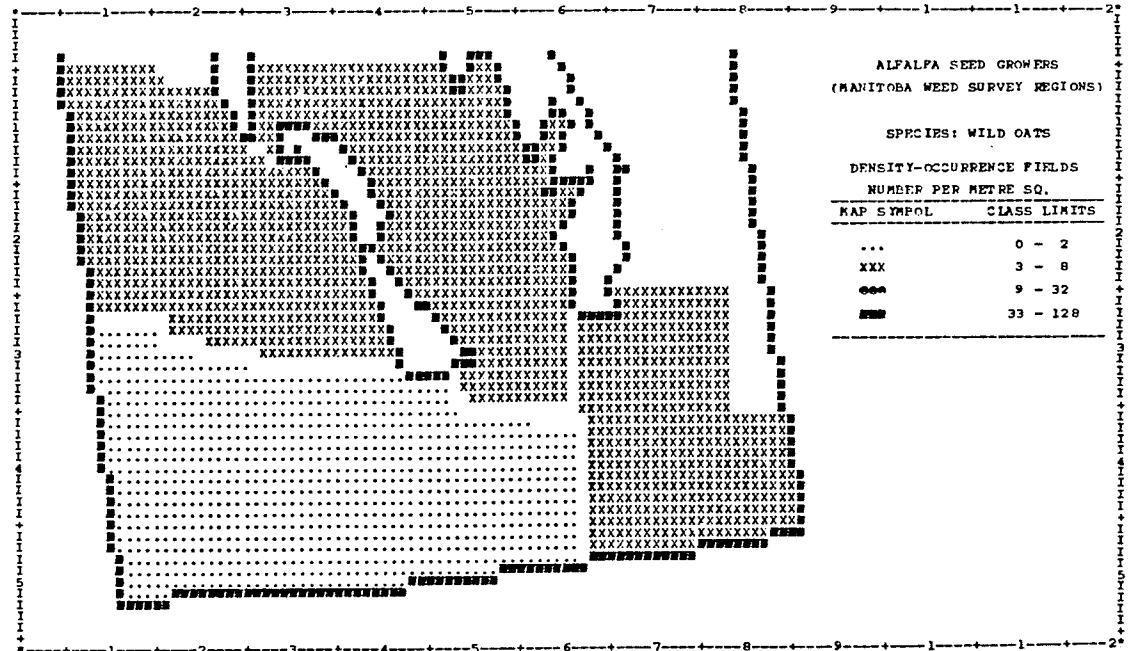 ALFALFA SEED GROWERS
(MANITOBA WEED SURVEY REGIONS)
SPECIES: WILD OATS
DENSITY-OCCURRENCE FIELDS
NUMBER PER METRE SQ.
MAP SYMBOL CLASS LIMITS
... 0 - 2
XXX 3 - 8
9 - 32
33 - 128